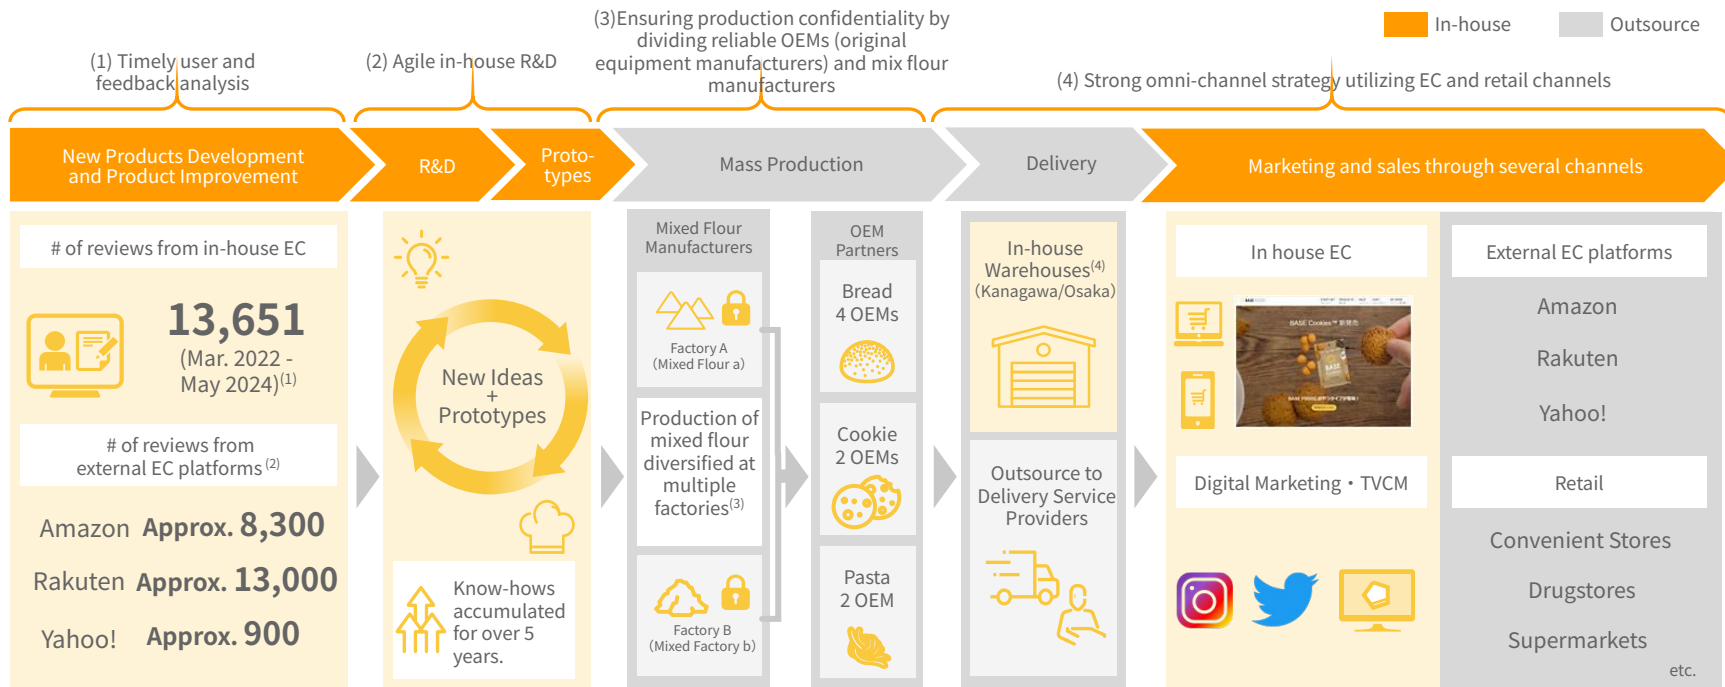 In-house
Outsource
(1) Timely user and
feedback analysis
(2) Agile in-house R&D
(3)Ensuring production confidentiality by
dividing reliable OEMs (original
equipment manufacturers) and mix flour
manufacturers
(4) Strong omni-channel strategy utilizing EC and retail channels
New Products Development
and Product Improvement
R&D
Proto-
types
Mass Production
Delivery
Marketing and sales through several channels
# of reviews from in-house EC
13,651
(Mar. 2022 -
May 2024)(1)
# of reviews from
external EC platforms (2)
Amazon Approx. 8,300
Rakuten Approx. 13,000
Yahoo! Approx. 900
New Ideas
+
Prototypes
Know-hows
accumulated
for over 5
years.
Mixed Flour
Manufacturers
Factory A
(Mixed Flour a)
Production of
mixed flour
diversified at
multiple
factories(3)
Factory B
(Mixed Factory b)
OEM
Partners
Bread
4 OEMs
Cookie
2 OEMs
Pasta
2 OEM
In-house
Warehouses(4)
(Kanagawa/Osaka)
Outsource to
Delivery Service
Providers
In house EC
BASE Cookies™ 新発売
Digital Marketing・TVCM
External EC platforms
Amazon
Rakuten
Yahoo!
Retail
Convenient Stores
Drugstores
Supermarkets
etc.